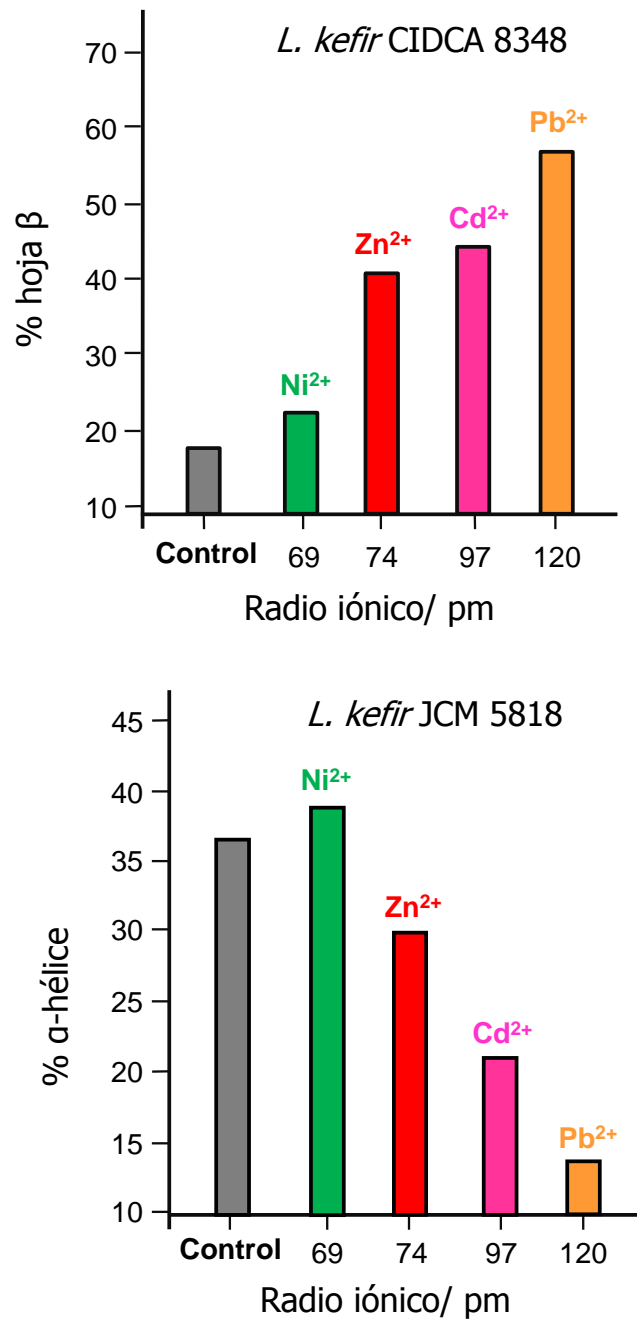 L. kefir CIDCA 8348
% hoja β
70
60
50
40
30
20
10
Ni²⁺
Zn²⁺
Cd²⁺
Pb²⁺
Control 69 74 97 120
Radio iónico/ pm
L. kefir JCM 5818
% α-hélice
45
40
35
30
25
20
15
10
Ni²⁺
Zn²⁺
Cd²⁺
Pb²⁺
Control 69 74 97 120
Radio iónico/ pm